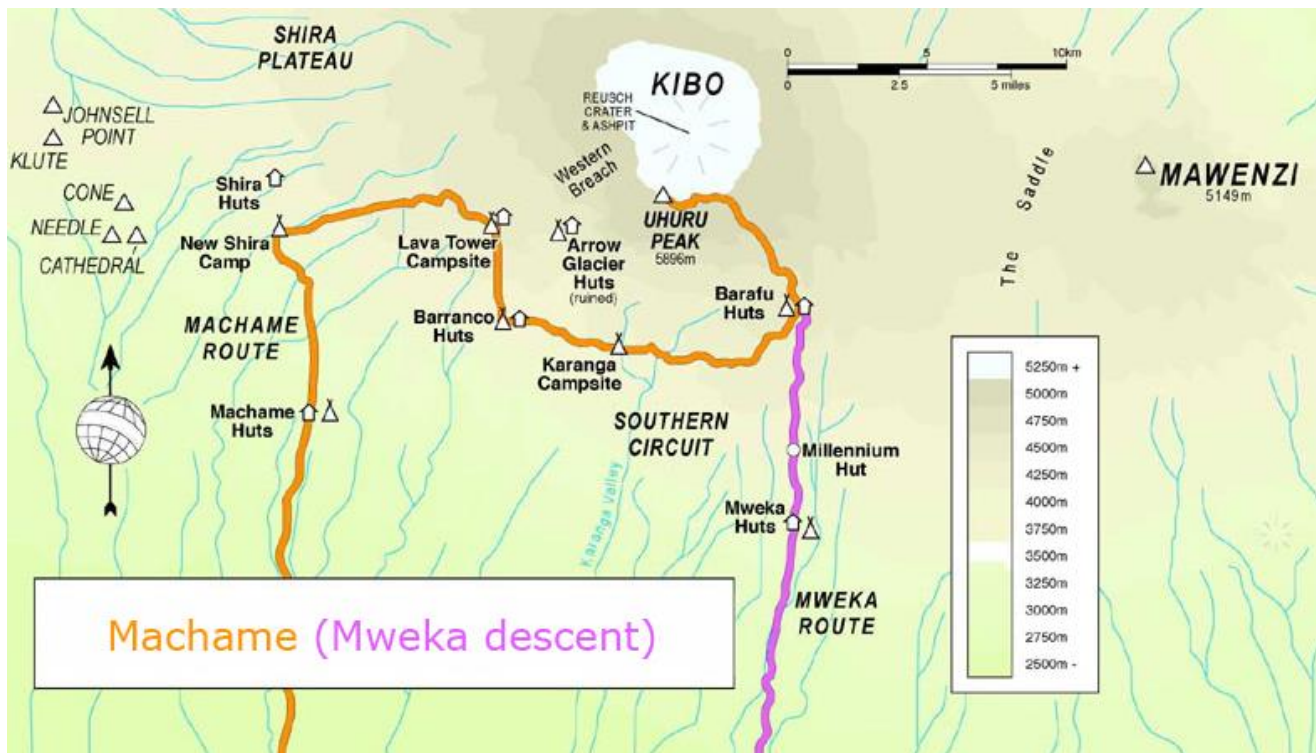 SHIRA
PLATEAU
JOHNSELL
POINT
KLUTE
CONE
NEEDLE
CATHEDRAL
Shira
Huts
New Shira
Camp
MACHAME
ROUTE
Machame
Huts
Lava Tower
Campsite
Barranco
Huts
Western
Breach
Arrow
Glacier
Huts
(ruined)
KIBO
REUSCH
CRATER
& ASHPIT
UHURU
PEAK
5896m
Karanga
Campsite
SOUTHERN
CIRCUIT
Karanga Valley
Barafu
Huts
Millennium
Hut
Mweka
Huts
MWEKA
ROUTE
0 5 10km
0 2.5 5 miles
The Saddle
MAWENZI
5149m
5250m +
5000m
4750m
4500m
4250m
4000m
3750m
3500m
3250m
3000m
2750m
2500m -
Machame (Mweka descent)